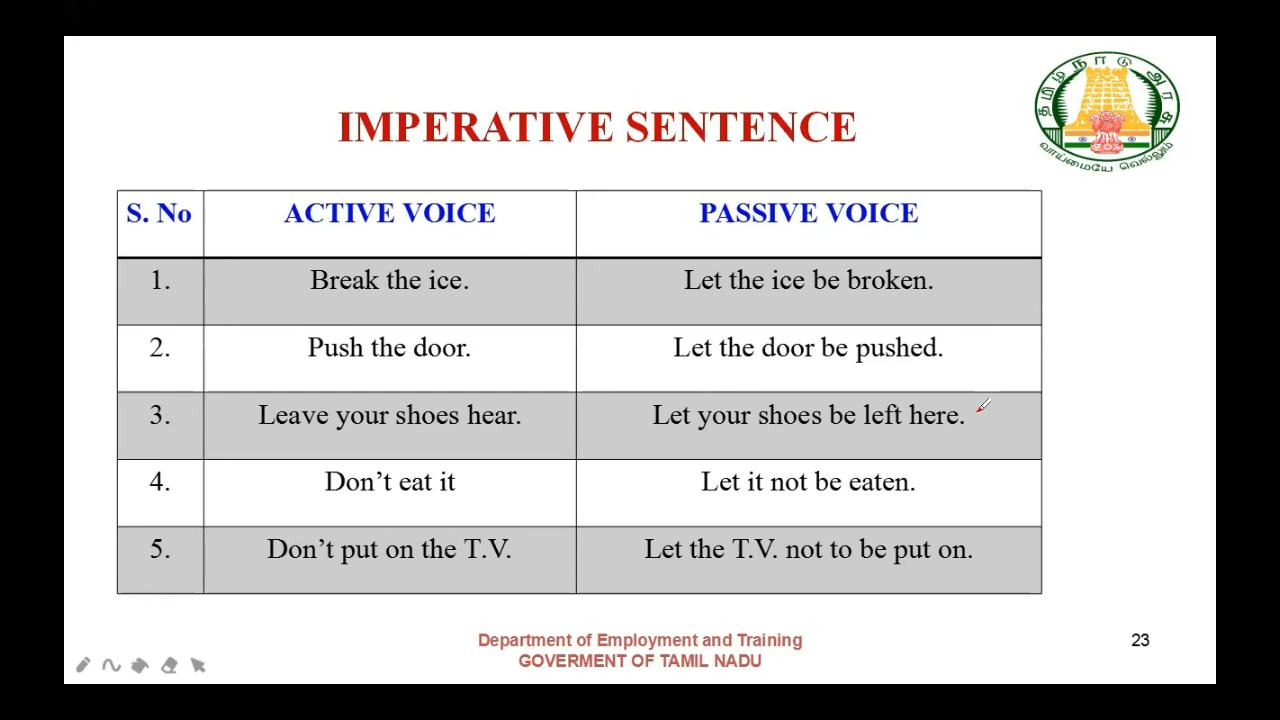 தமிழ்நாடு அரசு
வாய்மையே வெல்லும்
IMPERATIVE SENTENCE
S. No ACTIVE VOICE PASSIVE VOICE
1. Break the ice. Let the ice be broken.
2. Push the door. Let the door be pushed.
3. Leave your shoes hear. Let your shoes be left here.
4. Don’t eat it Let it not be eaten.
5. Don’t put on the T.V. Let the T.V. not to be put on.
Department of Employment and Training
GOVERMENT OF TAMIL NADU
23